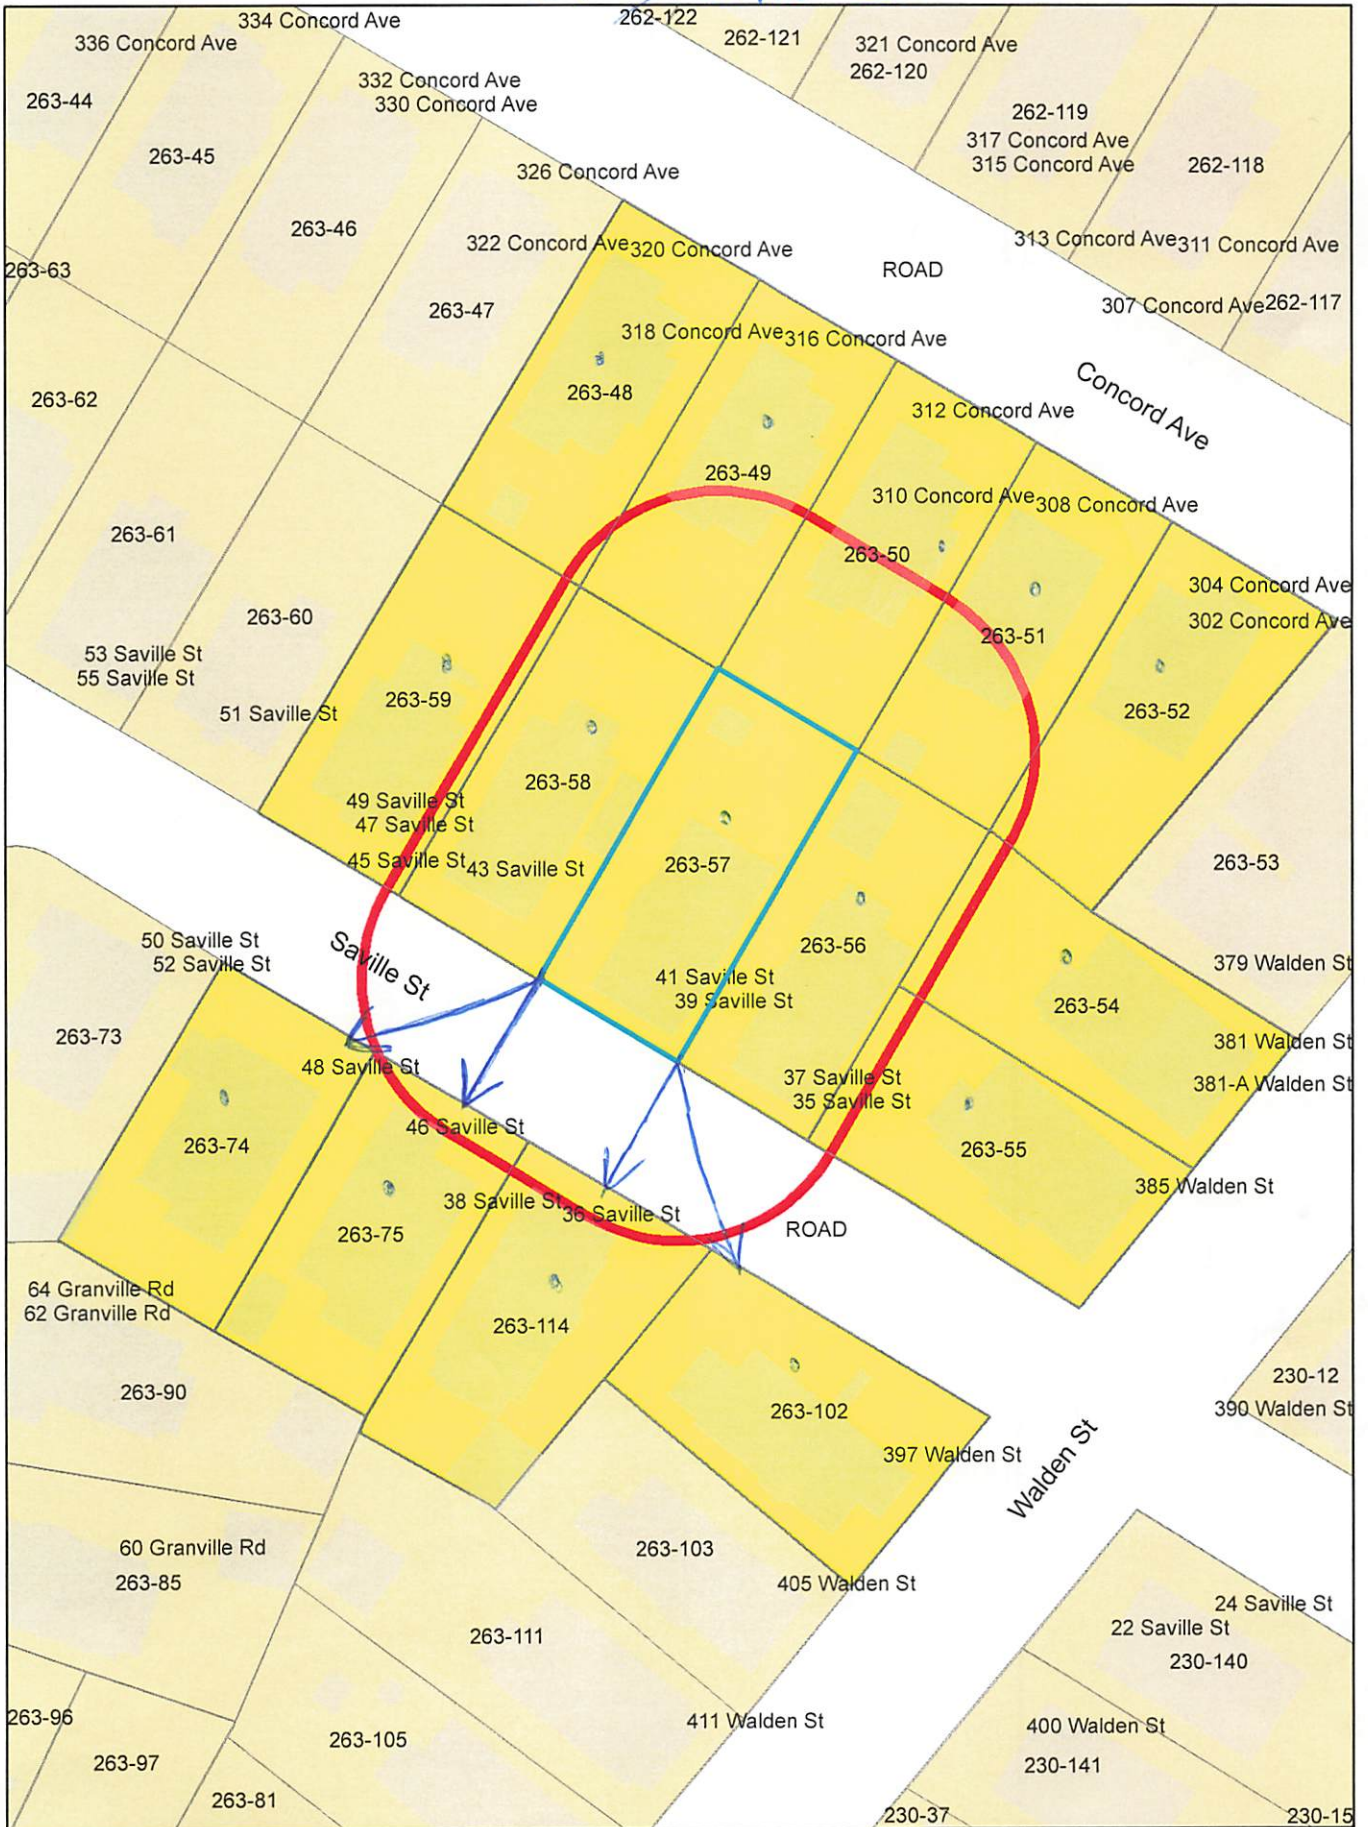 334 Concord Ave
262-122
336 Concord Ave
262-121
321 Concord Ave
262-120
332 Concord Ave
263-44
330 Concord Ave
262-119
317 Concord Ave
263-45
315 Concord Ave
262-118
326 Concord Ave
263-46
322 Concord Ave
320 Concord Ave
313 Concord Ave
311 Concord Ave
263-63
ROAD
263-47
307 Concord Ave
262-117
318 Concord Ave
316 Concord Ave
263-62
263-48
Concord Ave
312 Concord Ave
263-49
310 Concord Ave
308 Concord Ave
263-61
263-50
304 Concord Ave
263-60
302 Concord Ave
263-51
53 Saville St
55 Saville St
263-59
51 Saville St
263-52
263-58
49 Saville St
47 Saville St
45 Saville St
43 Saville St
263-57
263-53
50 Saville St
52 Saville St
Saville St
263-56
379 Walden St
41 Saville St
39 Saville St
263-54
263-73
381 Walden St
48 Saville St
37 Saville St
381-A Walden St
35 Saville St
46 Saville St
263-74
263-55
385 Walden St
38 Saville St
36 Saville St
263-75
ROAD
64 Granville Rd
62 Granville Rd
263-114
230-12
263-90
263-102
390 Walden St
397 Walden St
Walden St
60 Granville Rd
263-103
263-85
405 Walden St
24 Saville St
22 Saville St
263-111
230-140
263-96
411 Walden St
400 Walden St
263-105
263-97
230-141
263-81
230-37
230-15